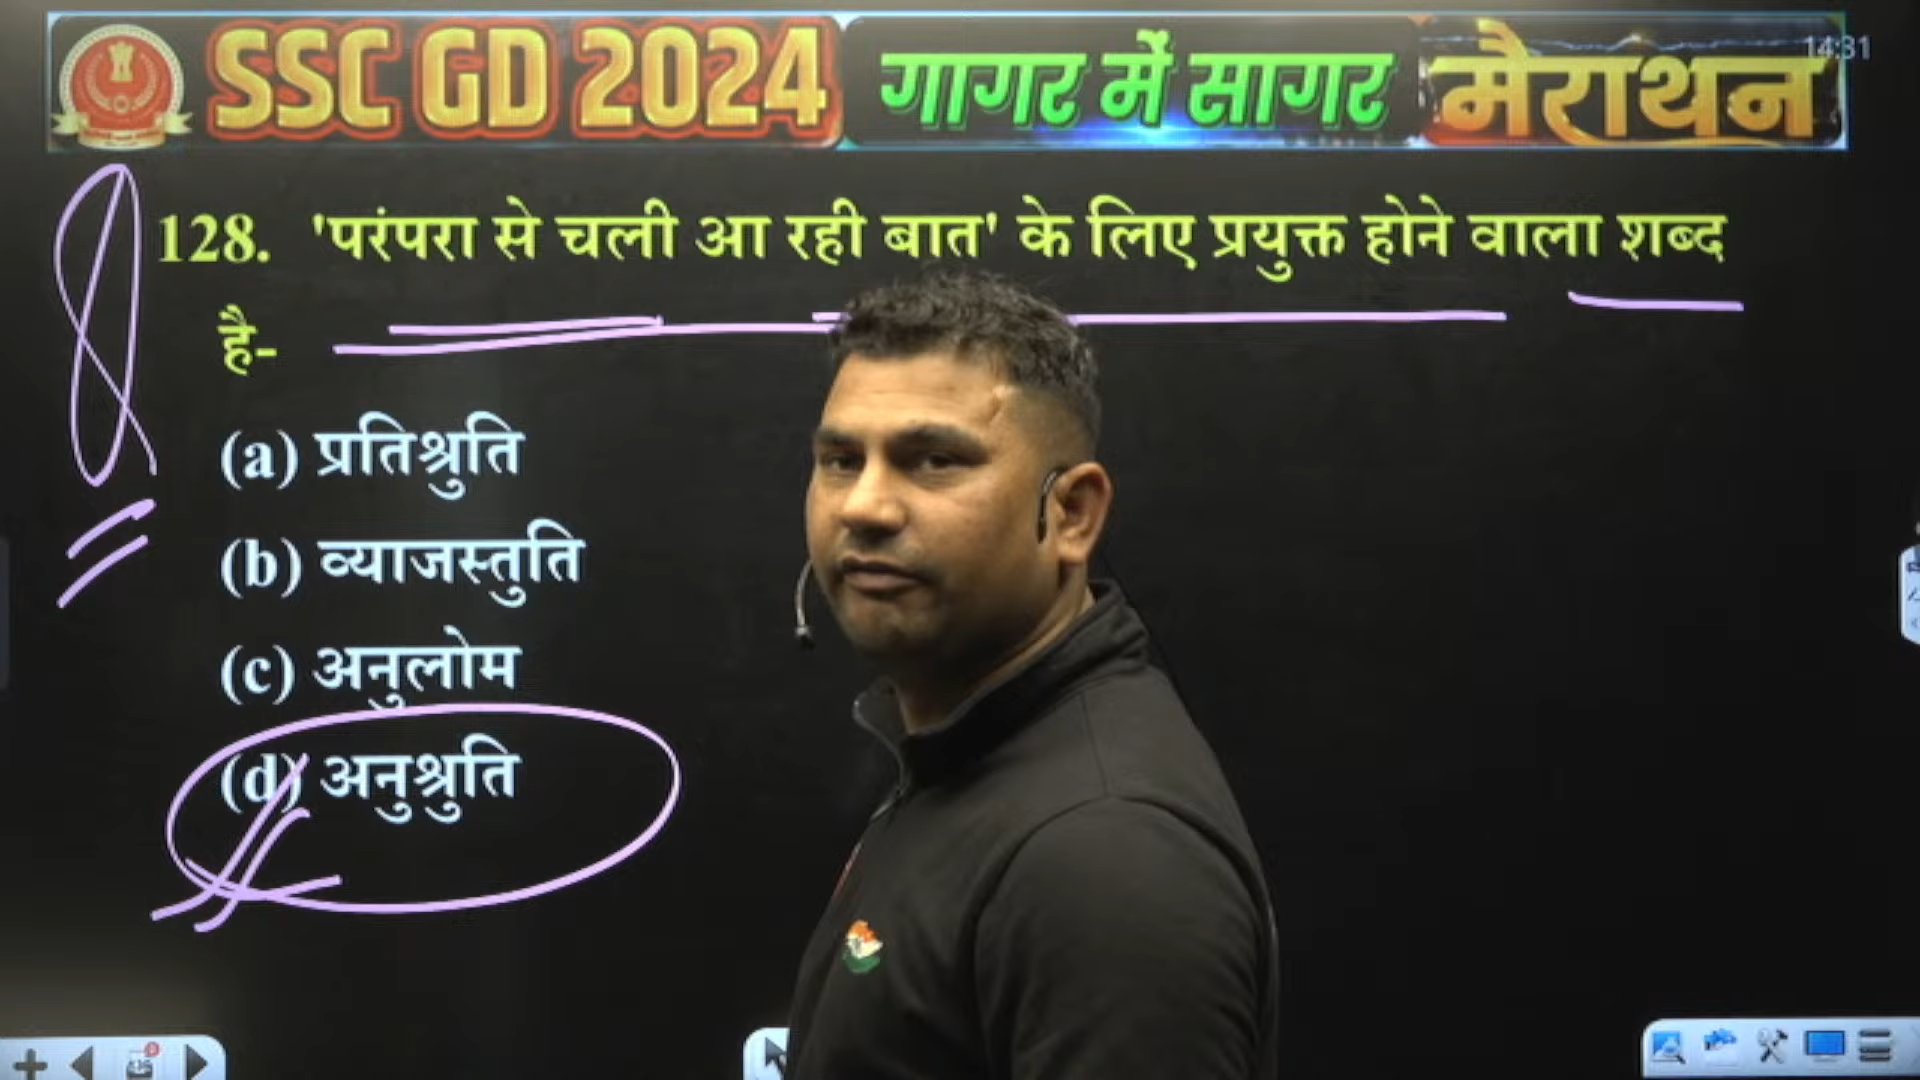 SSC GD 2024 गागर में सागर मैराथन
14:31
128. 'परंपरा से चली आ रही बात' के लिए प्रयुक्त होने वाला शब्द
है-
(a) प्रतिश्रुति
(b) व्याजस्तुति
(c) अनुलोम
(d) अनुश्रुति